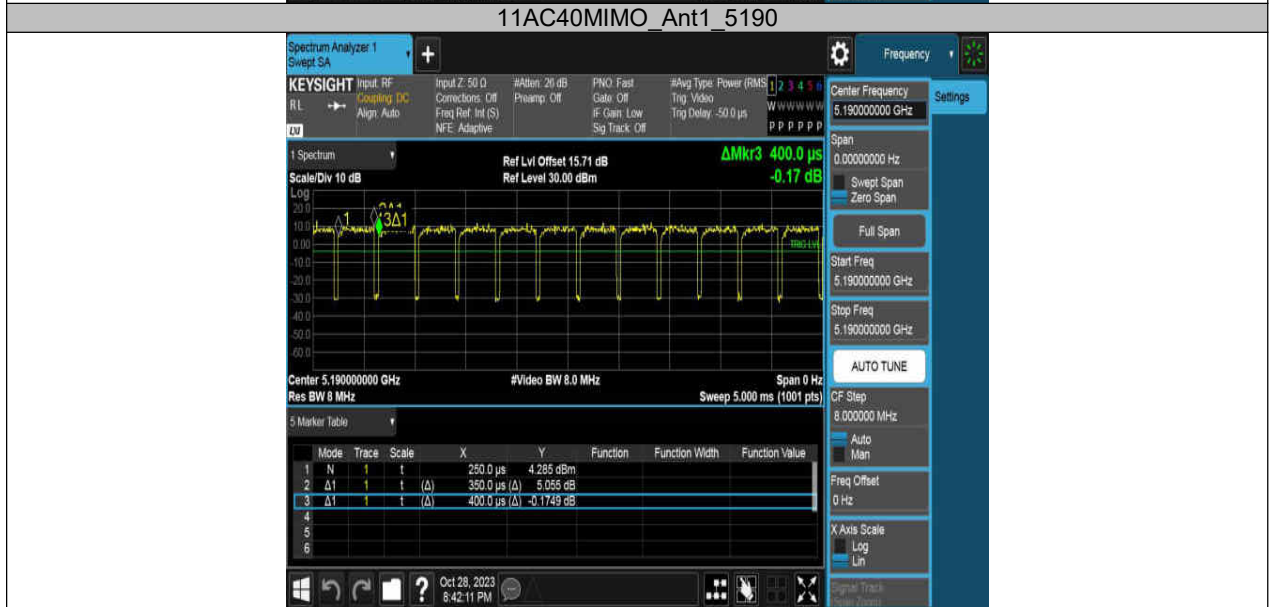 11AC40MIMO_Ant1_5190
Spectrum Analyzer 1
Swept SA
+
Frequency
KEYSIGHT
RL
LXI
Input: RF
Coupling: DC
Align: Auto
Input Z: 50 Ω
Corrections: Off
Freq Ref: Int (S)
NFE: Adaptive
#Atten: 26 dB
Preamp: Off
PNO: Fast
Gate: Off
IF Gain: Low
Sig Track: Off
#Avg Type: Power (RMS
Trig: Video
Trig Delay: -50.0 µs
1 2 3 4 5 6
W W W W W W
P P P P P P
Center Frequency
5.190000000 GHz
Settings
Span
0.00000000 Hz
Swept Span
Zero Span
Full Span
Start Freq
5.190000000 GHz
Stop Freq
5.190000000 GHz
AUTO TUNE
CF Step
8.000000 MHz
Auto
Man
Freq Offset
0 Hz
X Axis Scale
Log
Lin
Signal Track
1 Spectrum
Scale/Div 10 dB
Ref Lvl Offset 15.71 dB
Ref Level 30.00 dBm
ΔMkr3 400.0 µs
-0.17 dB
Log
20.0
10.0
0.00
-10.0
-20.0
-30.0
-40.0
-50.0
-60.0
1
3Δ1
TRIG LVL
Center 5.190000000 GHz
Res BW 8 MHz
#Video BW 8.0 MHz
Span 0 Hz
Sweep 5.000 ms (1001 pts)
5 Marker Table
Mode Trace Scale X Y Function Function Width Function Value
1 N 1 t 250.0 µs 4.285 dBm
2 Δ1 1 t (Δ) 350.0 µs (Δ) 5.055 dB
3 Δ1 1 t (Δ) 400.0 µs (Δ) -0.1749 dB
4
5
6
?
Oct 28, 2023
8:42:11 PM